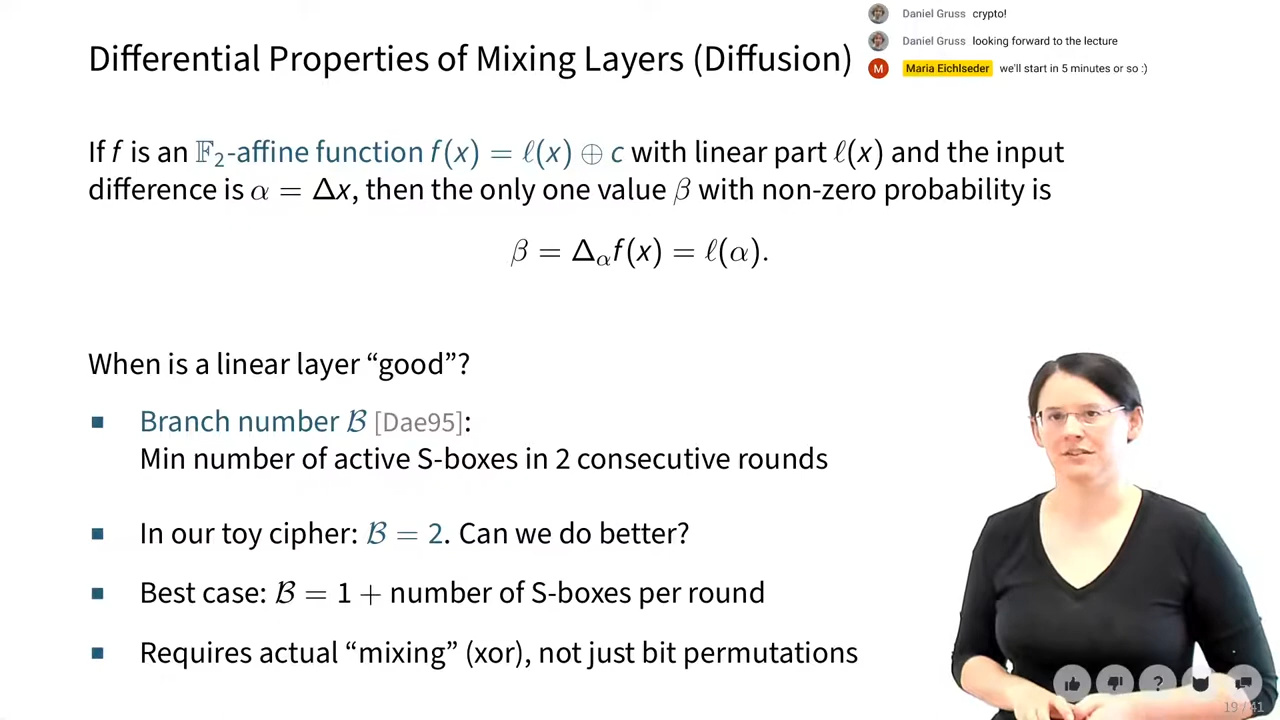 Daniel Gruss crypto!
Daniel Gruss looking forward to the lecture
M Maria Eichlseder we'll start in 5 minutes or so :)
Differential Properties of Mixing Layers (Diffusion)
If f is an 𝔽₂-affine function f(x) = ℓ(x) ⊕ c with linear part ℓ(x) and the input
difference is α = Δx, then the only one value β with non-zero probability is
β = Δ_α f(x) = ℓ(α).
When is a linear layer “good”?
■ Branch number ℬ [Dae95]:
Min number of active S-boxes in 2 consecutive rounds
■ In our toy cipher: ℬ = 2. Can we do better?
■ Best case: ℬ = 1 + number of S-boxes per round
■ Requires actual “mixing” (xor), not just bit permutations
?
19 / 41